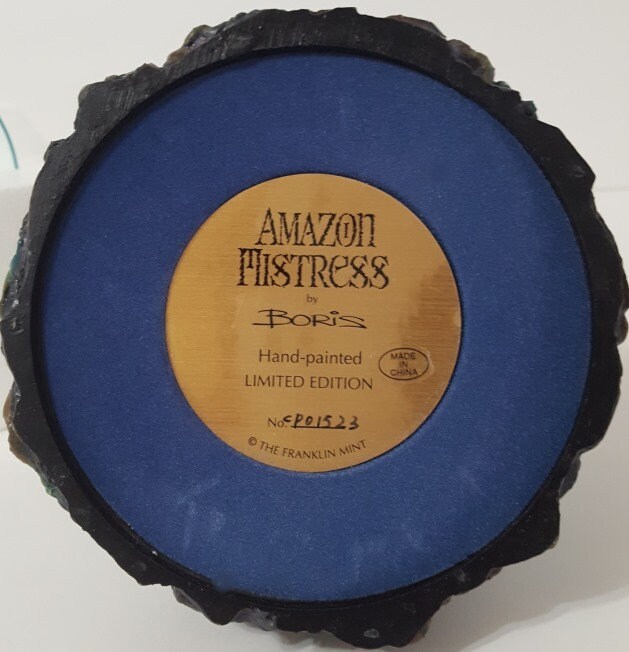 AMAZON
MISTRESS
by
BORIS
Hand-painted
LIMITED EDITION
MADE
IN
CHINA
No. CP01523
© THE FRANKLIN MINT